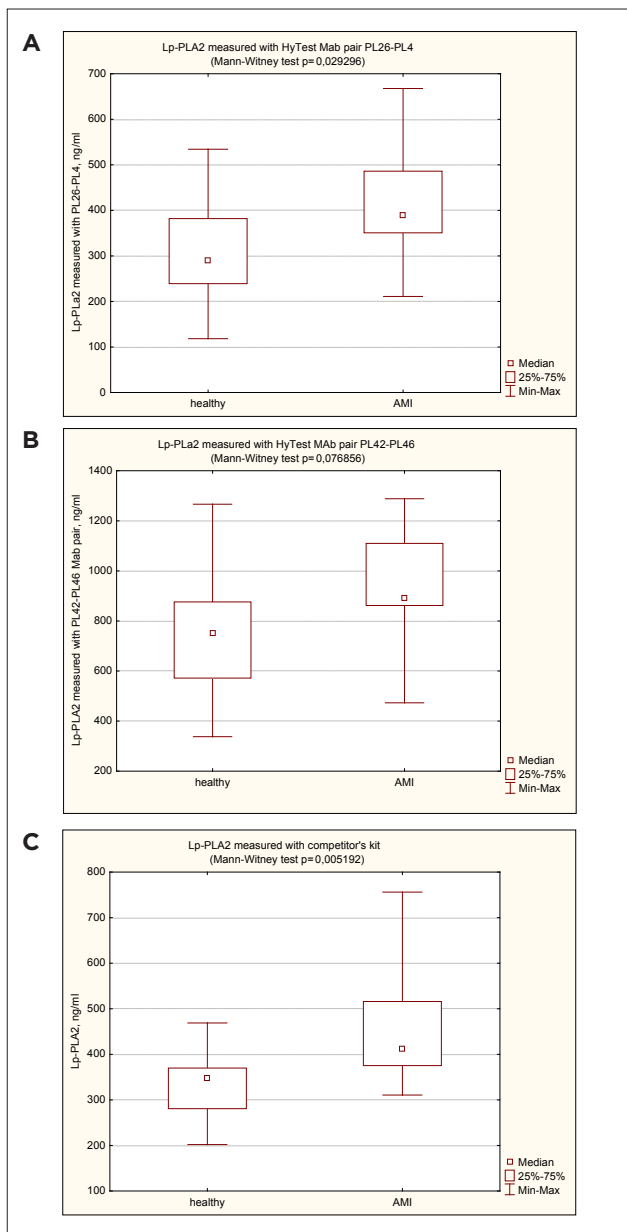 A
Lp-PLA2 measured with HyTest Mab pair PL26-PL4
(Mann-Witney test p=0,029296)
Lp-PLa2 measured with PL26-PL4, ng/ml
700
600
500
400
300
200
100
0
healthy
AMI
Median
25%-75%
Min-Max
B
Lp-PLa2 measured with HyTest MAb pair PL42-PL46
(Mann-Witney test p=0,076856)
Lp-PLA2 measured with PL42-PL46 Mab pair, ng/ml
1400
1200
1000
800
600
400
200
healthy
AMI
Median
25%-75%
Min-Max
C
Lp-PLA2 measured with competitor's kit
(Mann-Witney test p=0,005192)
Lp-PLA2, ng/ml
800
700
600
500
400
300
200
100
healthy
AMI
Median
25%-75%
Min-Max